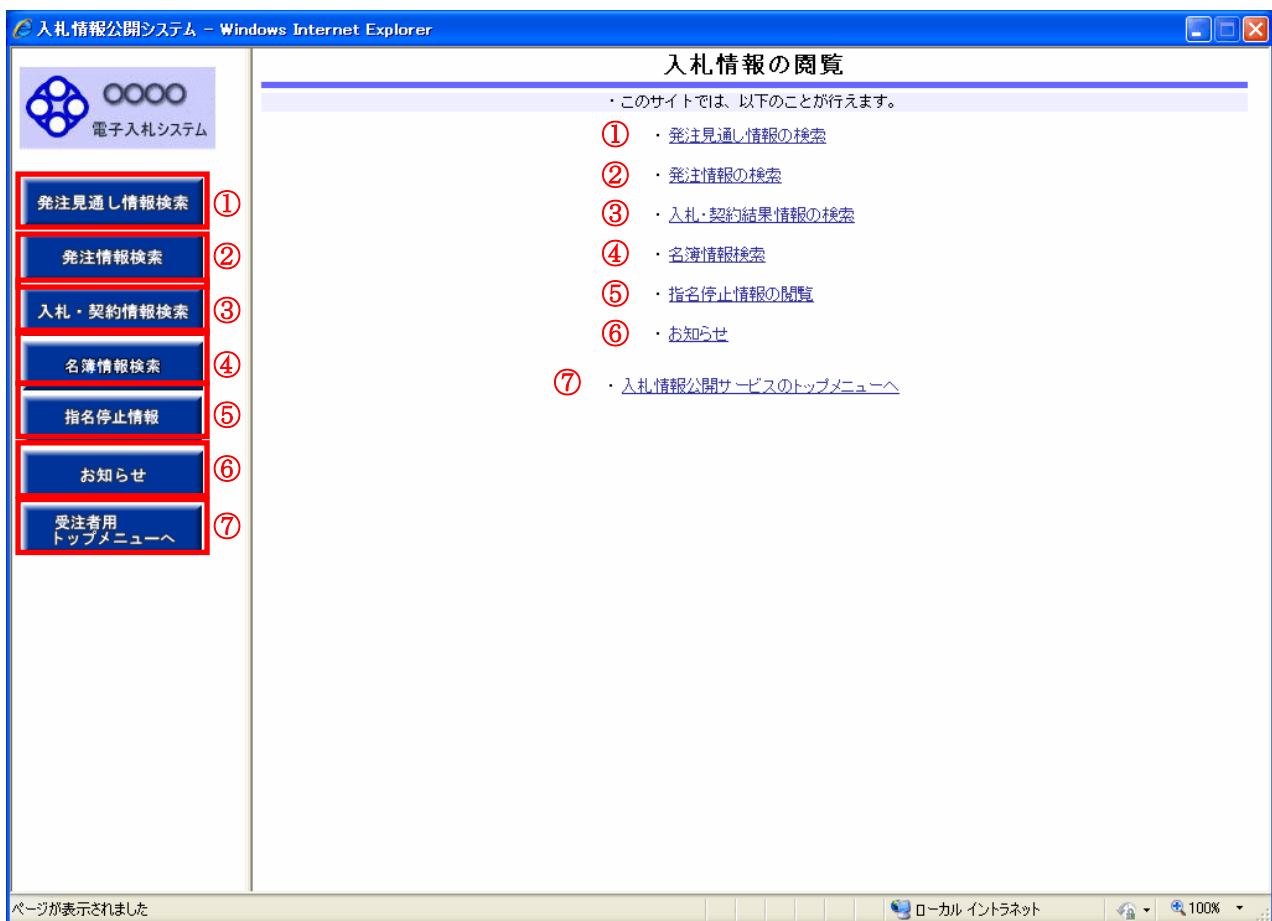 入札情報公開システム - Windows Internet Explorer
○○○○
電子入札システム
発注見通し情報検索 ①
発注情報検索 ②
入札・契約情報検索 ③
名簿情報検索 ④
指名停止情報 ⑤
お知らせ ⑥
受注者用
トップメニューへ ⑦
入札情報の閲覧
・このサイトでは、以下のことが行えます。
① ・発注見通し情報の検索
② ・発注情報の検索
③ ・入札・契約結果情報の検索
④ ・名簿情報検索
⑤ ・指名停止情報の閲覧
⑥ ・お知らせ
⑦ ・入札情報公開サービスのトップメニューへ
ページが表示されました
ローカル イントラネット
100%